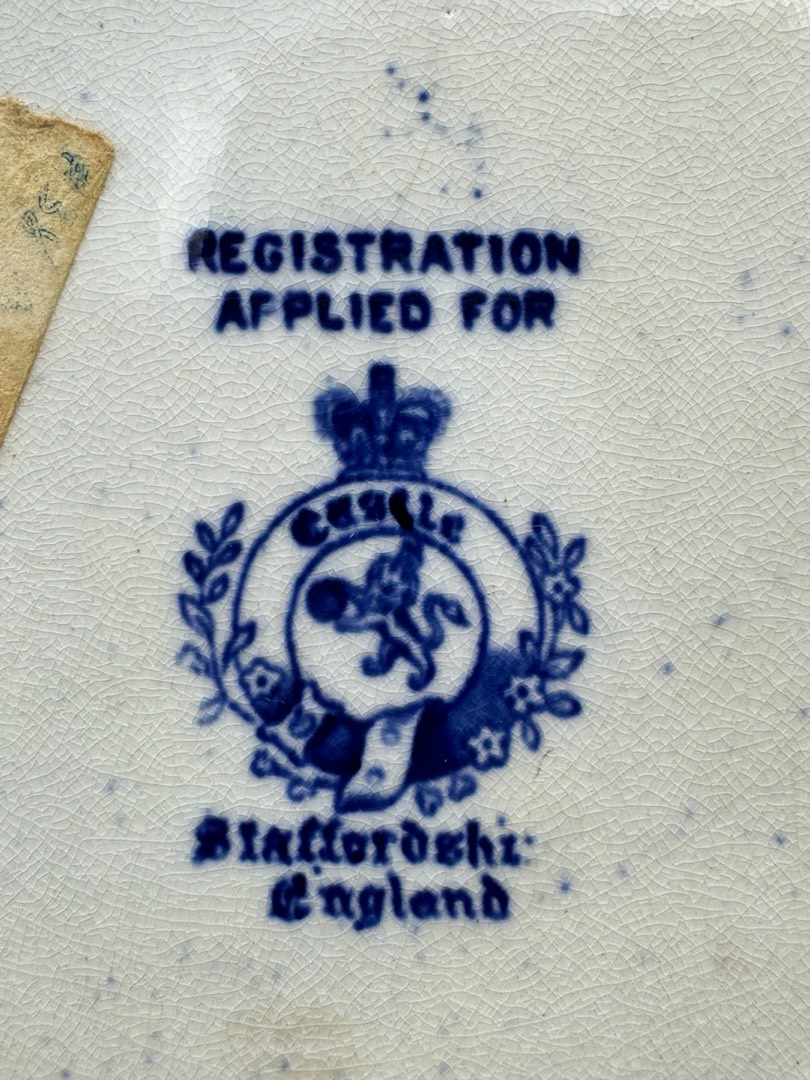 REGISTRATION
APPLIED FOR
Castle
Staffordshire
England